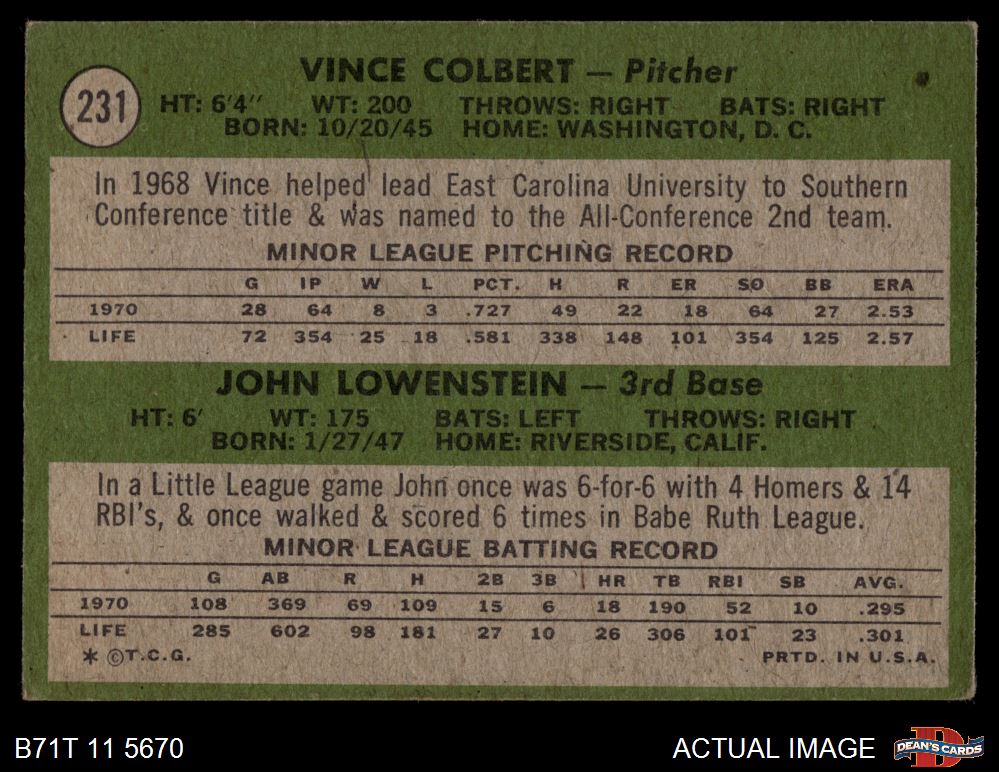 VINCE COLBERT — Pitcher
231
HT: 6'4" WT: 200 THROWS: RIGHT BATS: RIGHT
BORN: 10/20/45 HOME: WASHINGTON, D. C.
In 1968 Vince helped lead East Carolina University to Southern
Conference title & was named to the All-Conference 2nd team.
MINOR LEAGUE PITCHING RECORD
G IP W L PCT. H R ER SO BB ERA
1970 28 64 8 3 .727 49 22 18 64 27 2.53
LIFE 72 354 25 18 .581 338 148 101 354 125 2.57
JOHN LOWENSTEIN — 3rd Base
HT: 6' WT: 175 BATS: LEFT THROWS: RIGHT
BORN: 1/27/47 HOME: RIVERSIDE, CALIF.
In a Little League game John once was 6-for-6 with 4 Homers & 14
RBI's, & once walked & scored 6 times in Babe Ruth League.
MINOR LEAGUE BATTING RECORD
G AB R H 2B 3B HR TB RBI SB AVG.
1970 108 369 69 109 15 6 18 190 52 10 .295
LIFE 285 602 98 181 27 10 26 306 101 23 .301
* ©T.C.G. PRTD. IN U.S.A.
B71T 11 5670 ACTUAL IMAGE DEAN'S CARDS